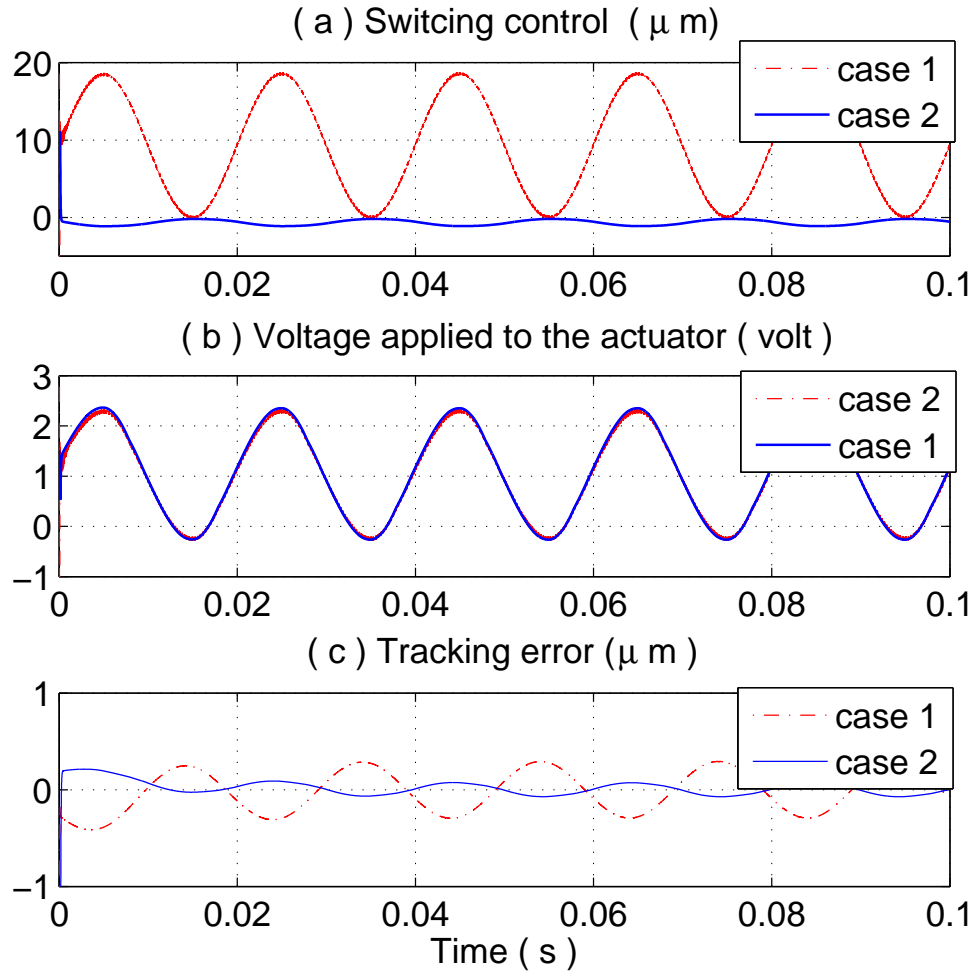 ( a ) Switcing control ( μ m)
20
10
0
case 1
case 2
0 0.02 0.04 0.06 0.08 0.1
( b ) Voltage applied to the actuator ( volt )
3
2
1
0
−1
case 2
case 1
0 0.02 0.04 0.06 0.08 0.1
( c ) Tracking error (μ m )
1
0
−1
case 1
case 2
0 0.02 0.04 0.06 0.08 0.1
Time ( s )